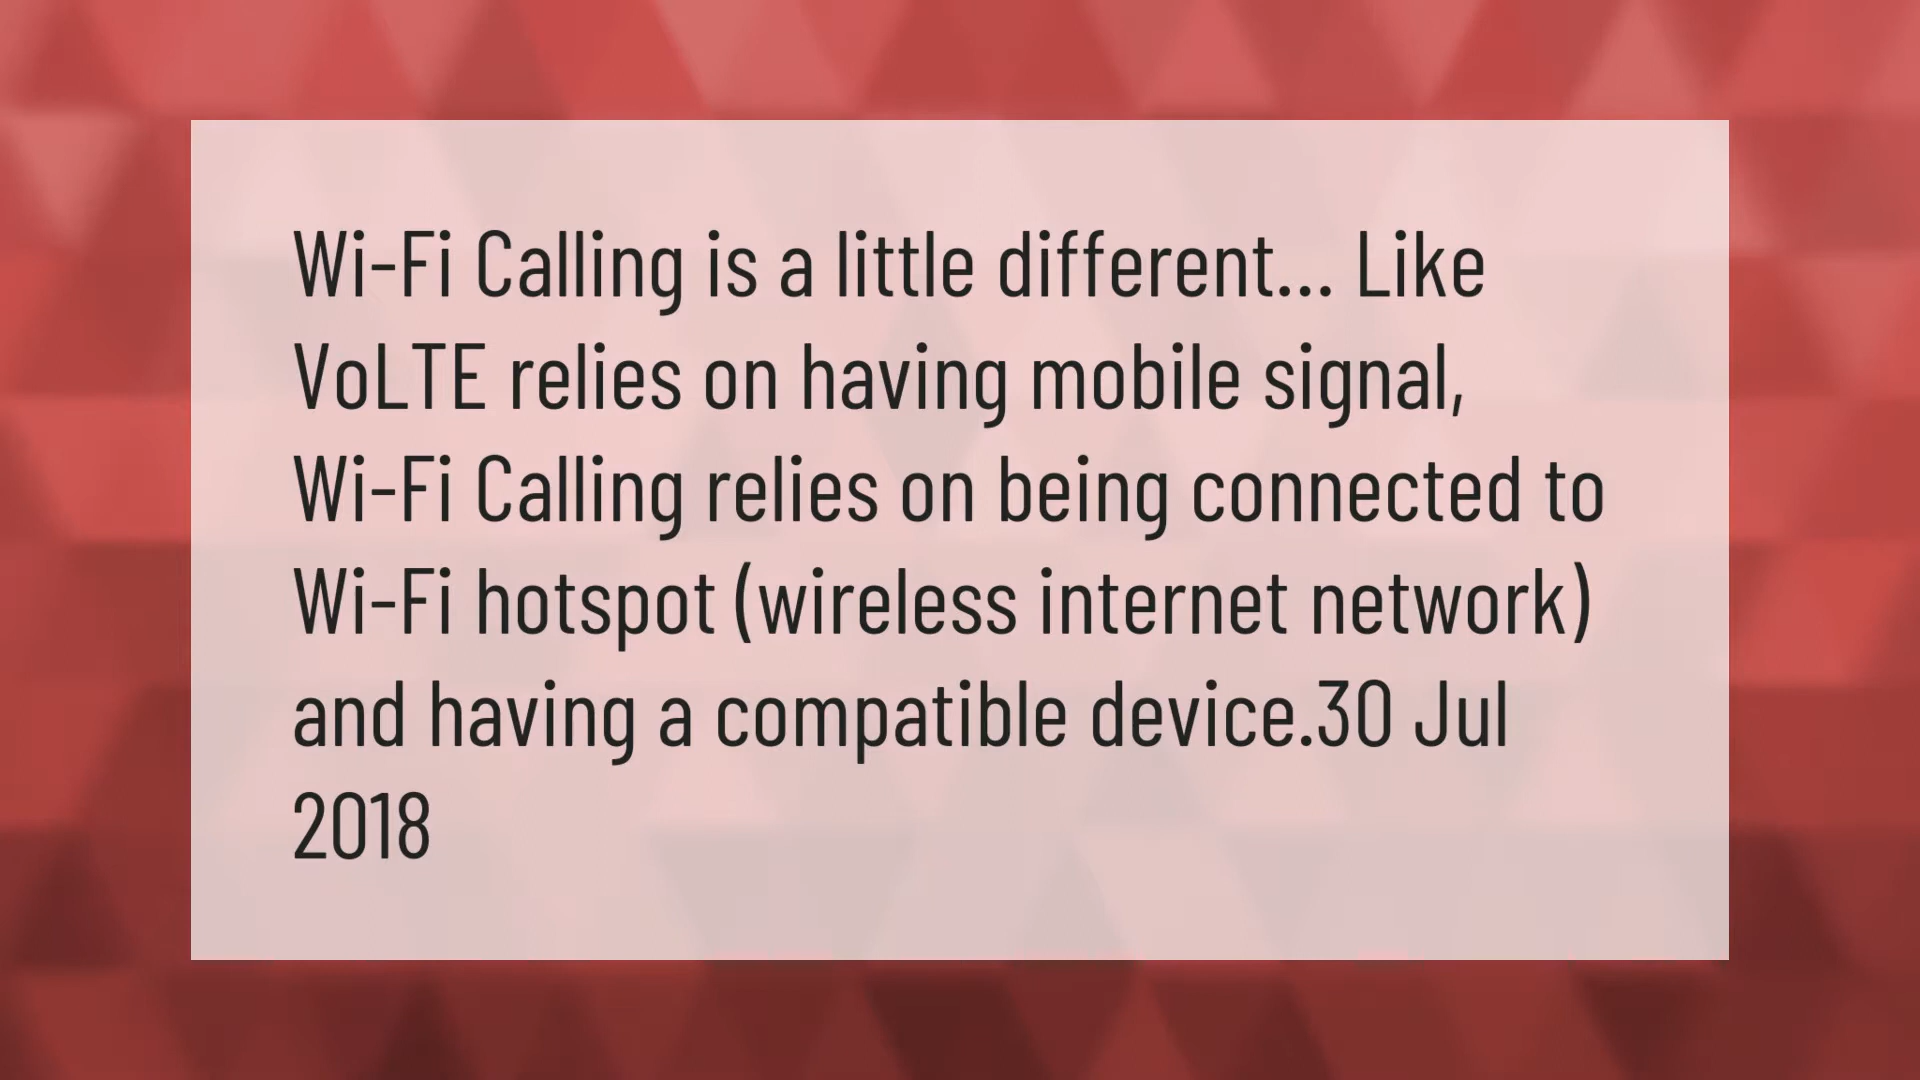 Wi-Fi Calling is a little different... Like
VoLTE relies on having mobile signal,
Wi-Fi Calling relies on being connected to
Wi-Fi hotspot (wireless internet network)
and having a compatible device.30 Jul
2018